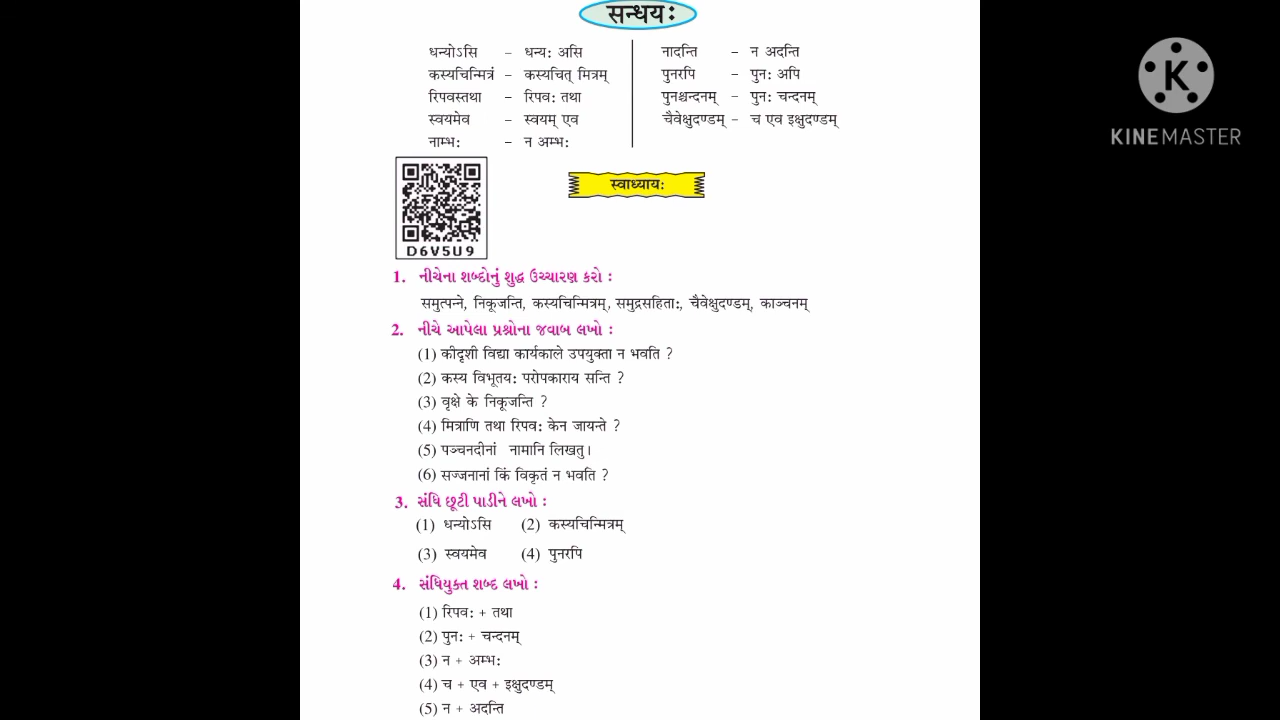 सन्धयः
धन्योऽसि – धन्यः असि
कस्यचिन्मित्रं – कस्यचित् मित्रम्
रिपवस्तथा – रिपवः तथा
स्वयमेव – स्वयम् एव
नाम्भः – न अम्भः
नादन्ति – न अदन्ति
पुनरपि – पुनः अपि
पुनश्चन्दनम् – पुनः चन्दनम्
चैवेक्षुदण्डम् – च एव इक्षुदण्डम्
D6V5U9
स्वाध्यायः
1. નીચેના શબ્દોનું શુદ્ધ ઉચ્ચારણ કરો :
समुत्पन्ने, निकूजन्ति, कस्यचिन्मित्रम्, समुद्रसहिताः, चैवेक्षुदण्डम्, काञ्चनम्
2. નીચે આપેલા પ્રશ્નોના જવાબ લખો :
(1) कीदृशी विद्या कार्यकाले उपयुक्ता न भवति ?
(2) कस्य विभूतयः परोपकाराय सन्ति ?
(3) वृक्षे के निकूजन्ति ?
(4) मित्राणि तथा रिपवः केन जायन्ते ?
(5) पञ्चनदीनां नामानि लिखतु।
(6) सज्जनानां किं विकृतं न भवति ?
3. સંધિ છૂટી પાડીને લખો :
(1) धन्योऽसि (2) कस्यचिन्मित्रम्
(3) स्वयमेव (4) पुनरपि
4. સંધિયુક્ત શબ્દ લખો :
(1) रिपवः + तथा
(2) पुनः + चन्दनम्
(3) न + अम्भः
(4) च + एव + इक्षुदण्डम्
(5) न + अदन्ति
K
KINEMASTER